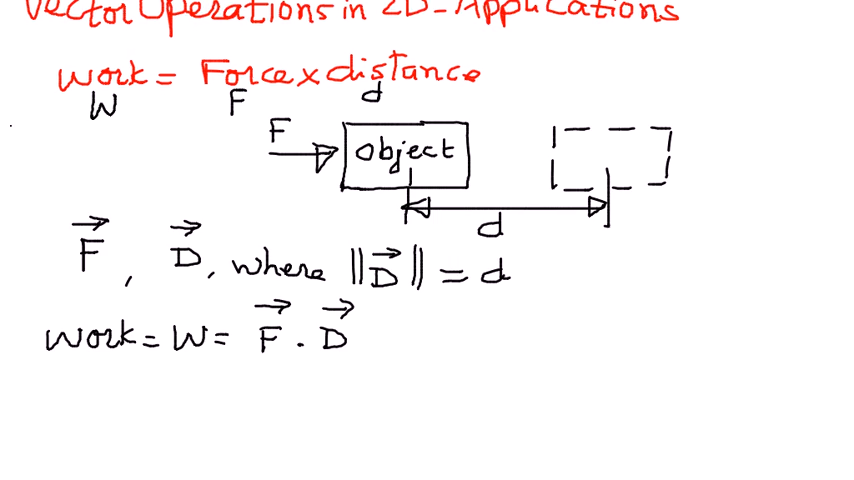 Vector Operations in 2D-Applications
Work = Force x distance
W F d
F
Object
d
F⃗ , D⃗, where ||D⃗|| = d
Work = W = F⃗ . D⃗